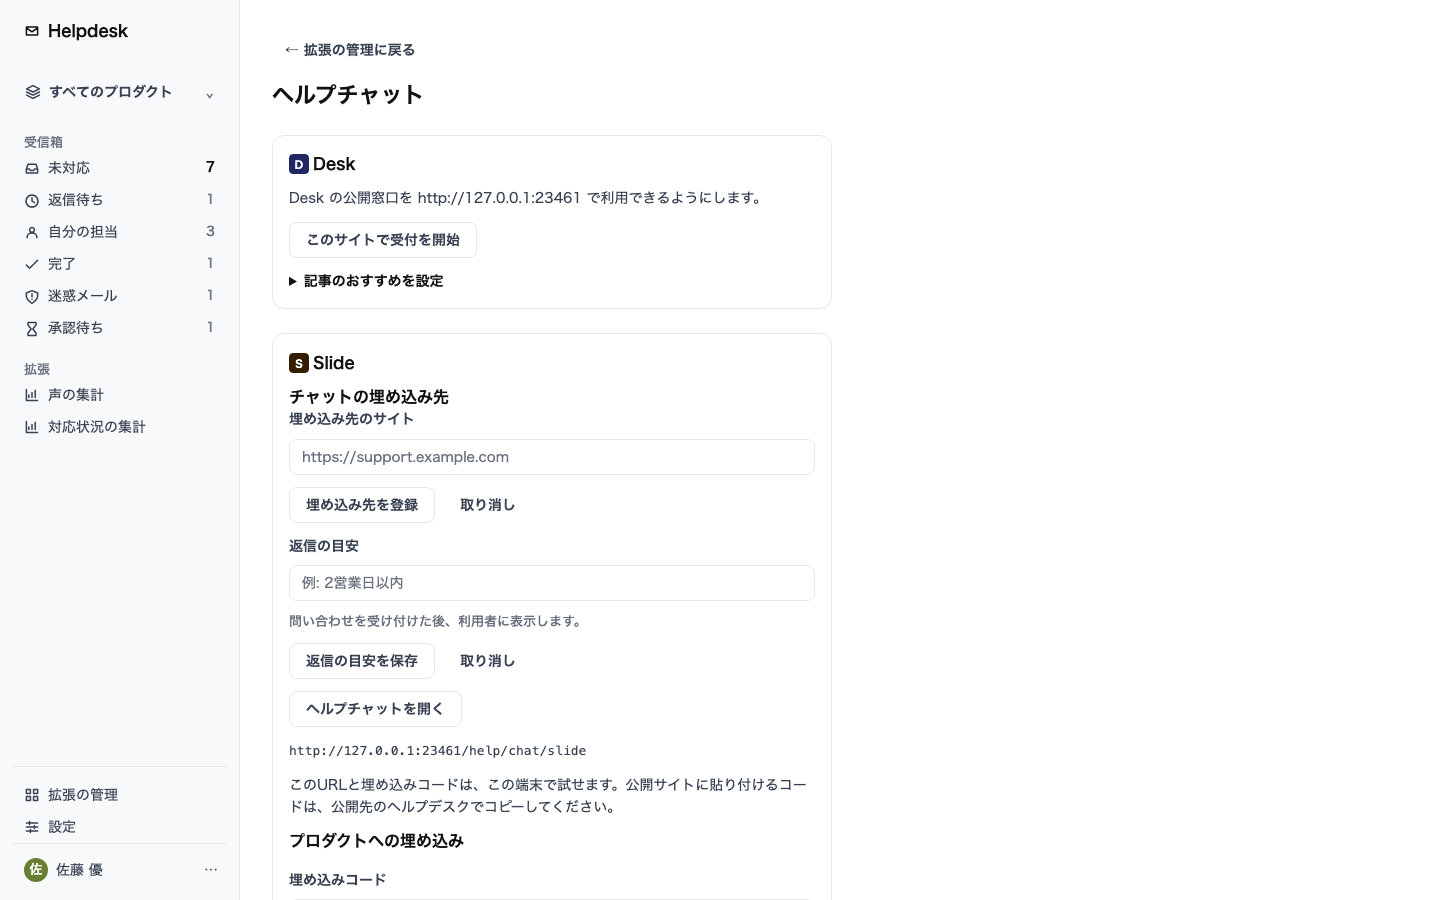 Helpdesk
すべてのプロダクト
受信箱
未対応 7
返信待ち 1
自分の担当 3
完了 1
迷惑メール 1
承認待ち 1
拡張
声の集計
対応状況の集計
拡張の管理
設定
佐 佐藤 優 …
← 拡張の管理に戻る
ヘルプチャット
D Desk
Desk の公開窓口を http://127.0.0.1:23461 で利用できるようにします。
このサイトで受付を開始
▶ 記事のおすすめを設定
S Slide
チャットの埋め込み先
埋め込み先のサイト
https://support.example.com
埋め込み先を登録 取り消し
返信の目安
例: 2営業日以内
問い合わせを受け付けた後、利用者に表示します。
返信の目安を保存 取り消し
ヘルプチャットを開く
http://127.0.0.1:23461/help/chat/slide
このURLと埋め込みコードは、この端末で試せます。公開サイトに貼り付けるコー
ドは、公開先のヘルプデスクでコピーしてください。
プロダクトへの埋め込み
埋め込みコード